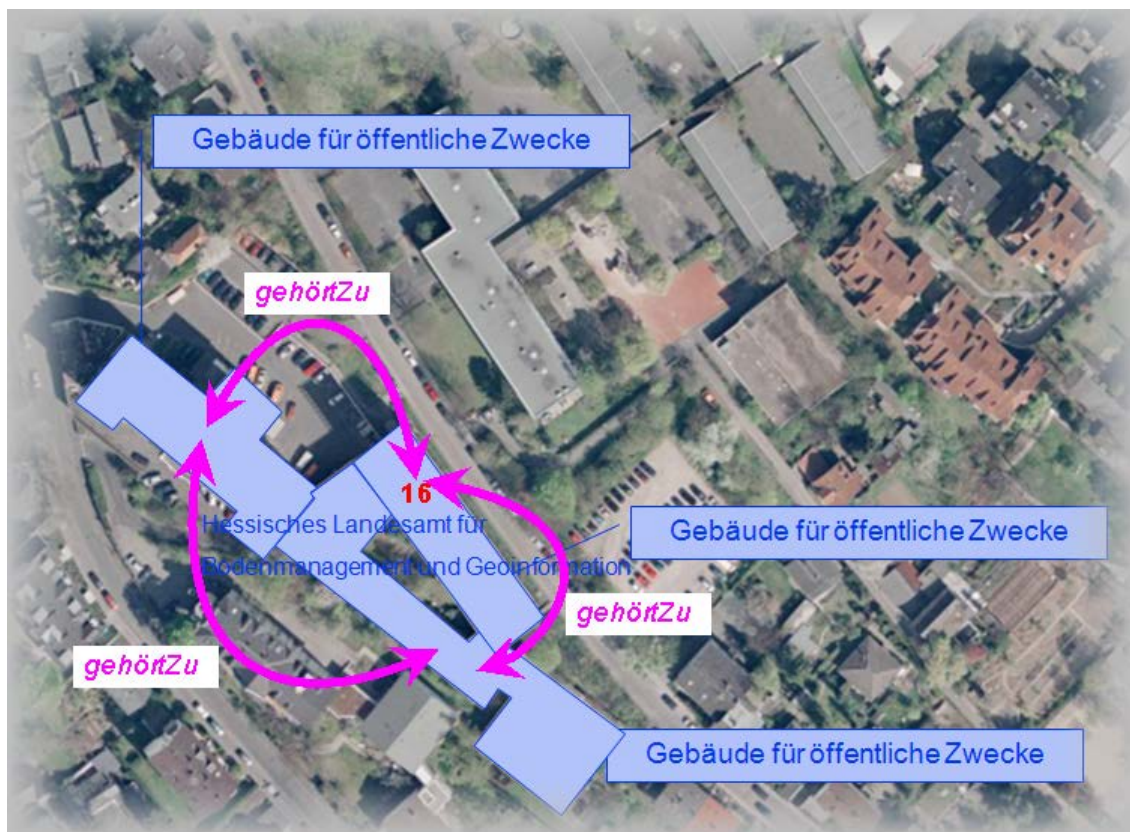 Gebäude für öffentliche Zwecke
gehörtZu
16
Hessisches Landesamt für
Bodenmanagement und Geoinformation
Gebäude für öffentliche Zwecke
gehörtZu
gehörtZu
Gebäude für öffentliche Zwecke